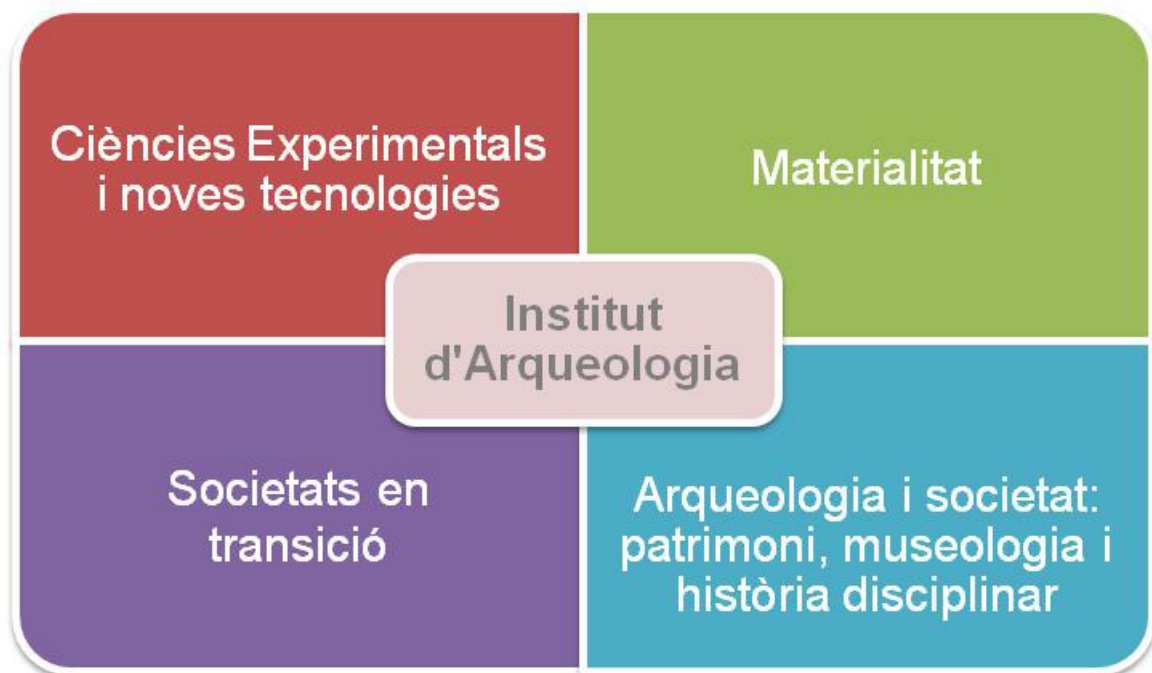 Ciències Experimentals
i noves tecnologies
Materialitat
Institut
d'Arqueologia
Societats en
transició
Arqueologia i societat:
patrimoni, museologia i
història disciplinar